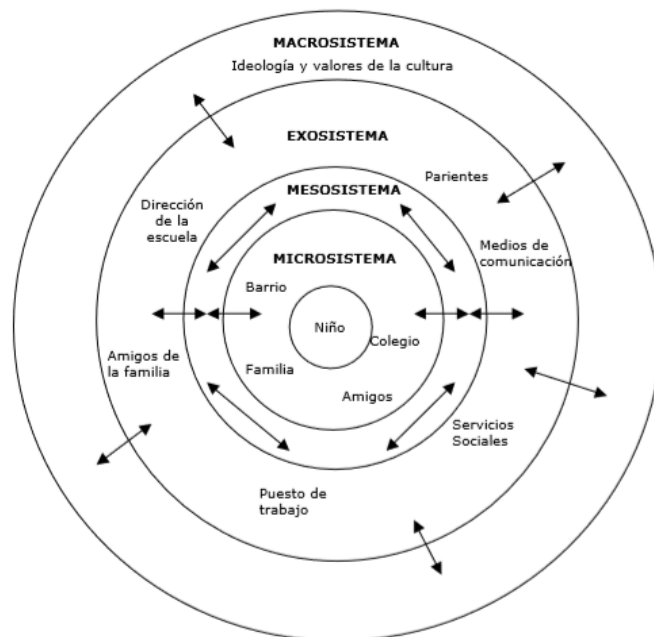 MACROSISTEMA
Ideología y valores de la cultura
EXOSISTEMA
Parientes
MESOSISTEMA
Dirección
de la
escuela
Medios de
comunicación
MICROSISTEMA
Barrio
Niño
Colegio
Amigos de
la familia
Familia
Amigos
Servicios
Sociales
Puesto de
trabajo